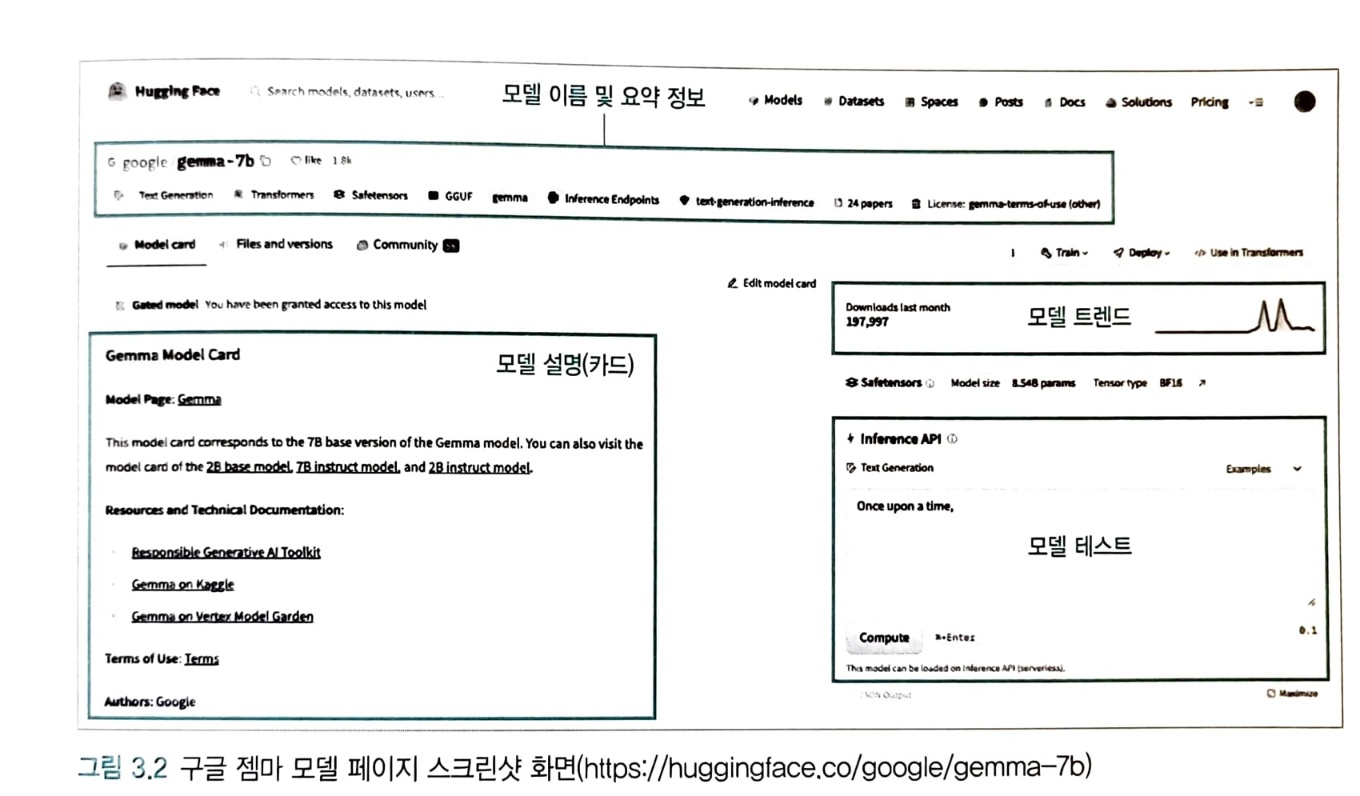 Hugging Face Search models, datasets, users... 모델 이름 및 요약 정보 Models Datasets Spaces Posts Docs Solutions Pricing
google gemma-7b like 1.8k
Text Generation Transformers Safetensors GGUF gemma Inference Endpoints text-generation-inference 24 papers License: gemma-terms-of-use (other)
Model card Files and versions Community
Train Deploy Use in Transformers
Gated model You have been granted access to this model
Edit model card
Gemma Model Card 모델 설명(카드)
Model Page: Gemma
This model card corresponds to the 7B base version of the Gemma model. You can also visit the
model card of the 2B base model, 7B instruct model, and 2B instruct model.
Resources and Technical Documentation:
Responsible Generative AI Toolkit
Gemma on Kaggle
Gemma on Vertex Model Garden
Terms of Use: Terms
Authors: Google
Downloads last month
197,997 모델 트렌드
Safetensors Model size 8.54B params Tensor type BF16
Inference API
Text Generation Examples
Once upon a time,
모델 테스트
Compute ⌘+Enter 0.1
This model can be loaded on Inference API (serverless).
JSON Output Maximize
그림 3.2 구글 젬마 모델 페이지 스크린샷 화면(https://huggingface.co/google/gemma-7b)